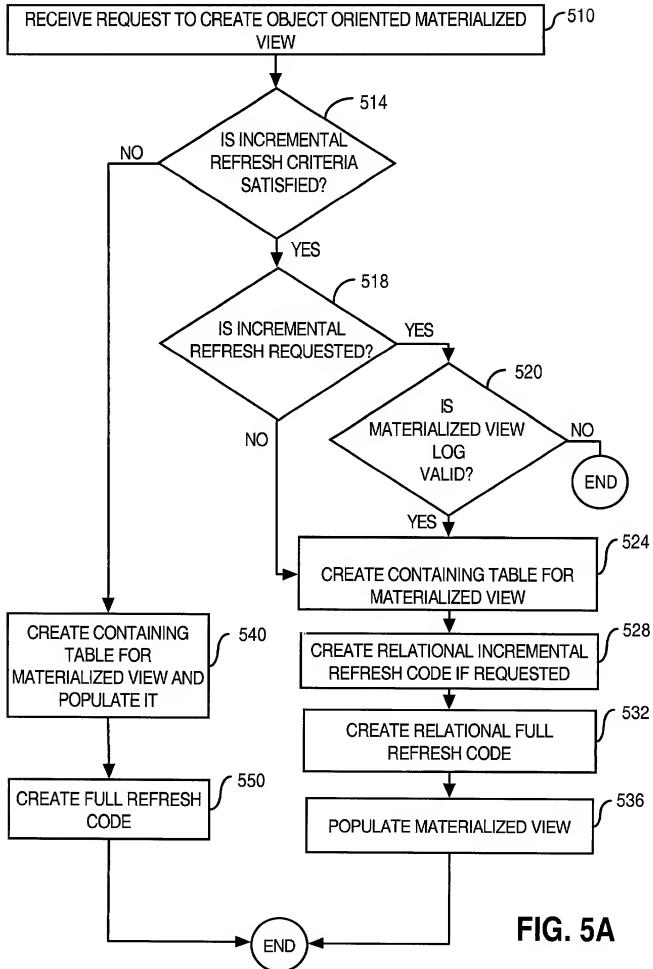 RECEIVE REQUEST TO CREATE OBJECT ORIENTED MATERIALIZED
VIEW
510
514
IS INCREMENTAL
REFRESH CRITERIA
SATISFIED?
NO
YES
518
IS INCREMENTAL
REFRESH REQUESTED?
YES
NO
520
IS
MATERIALIZED VIEW
LOG
VALID?
NO
END
YES
524
CREATE CONTAINING TABLE FOR
MATERIALIZED VIEW
528
CREATE RELATIONAL INCREMENTAL
REFRESH CODE IF REQUESTED
532
CREATE RELATIONAL FULL
REFRESH CODE
536
POPULATE MATERIALIZED VIEW
CREATE CONTAINING
TABLE FOR
MATERIALIZED VIEW AND
POPULATE IT
540
550
CREATE FULL REFRESH
CODE
END
FIG. 5A